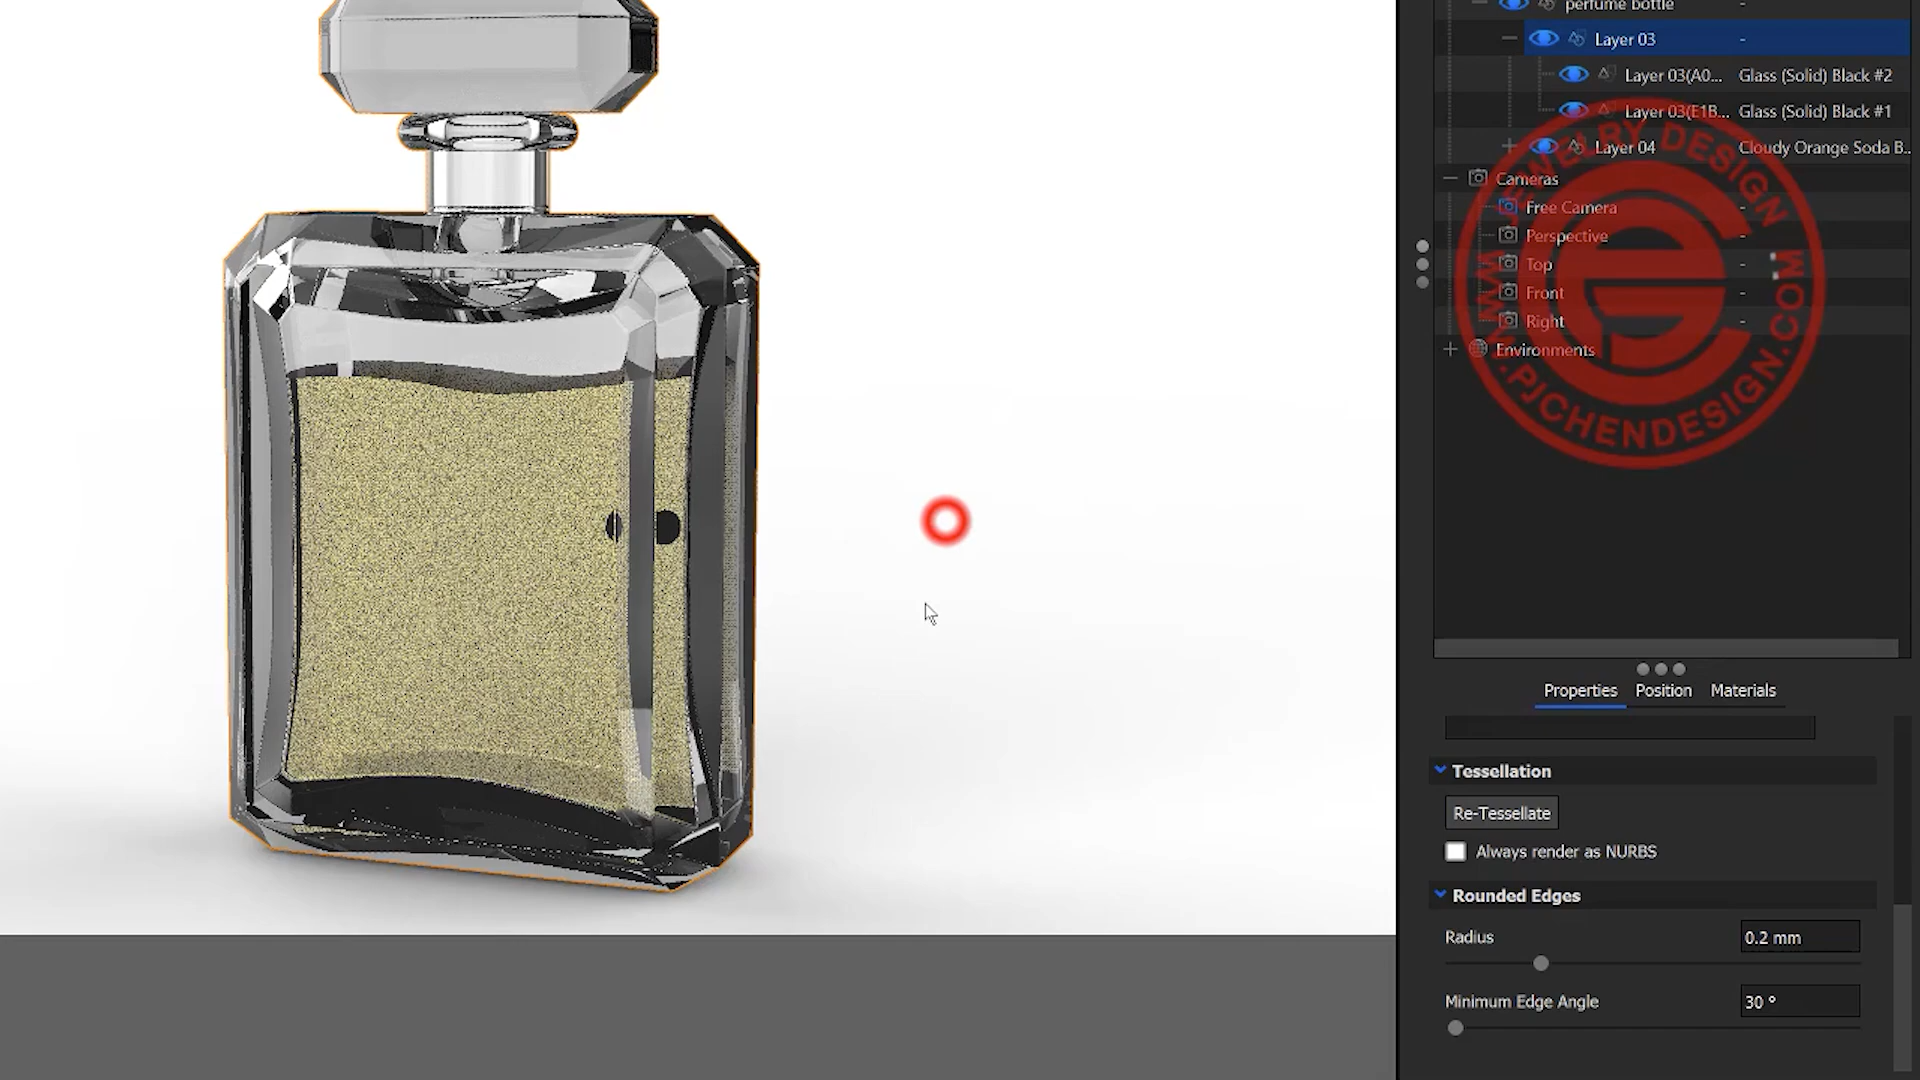 perfume bottle -
Layer 03 -
Layer 03(A0... Glass (Solid) Black #2
Layer 03(E1B... Glass (Solid) Black #1
Layer 04 Cloudy Orange Soda B..
Cameras
Free Camera -
Perspective -
Top -
Front -
Right -
Environments
JEWELRY DESIGN
WWW.PJCHENDESIGN.COM
Properties Position Materials
Tessellation
Re-Tessellate
Always render as NURBS
Rounded Edges
Radius 0.2 mm
Minimum Edge Angle 30 °